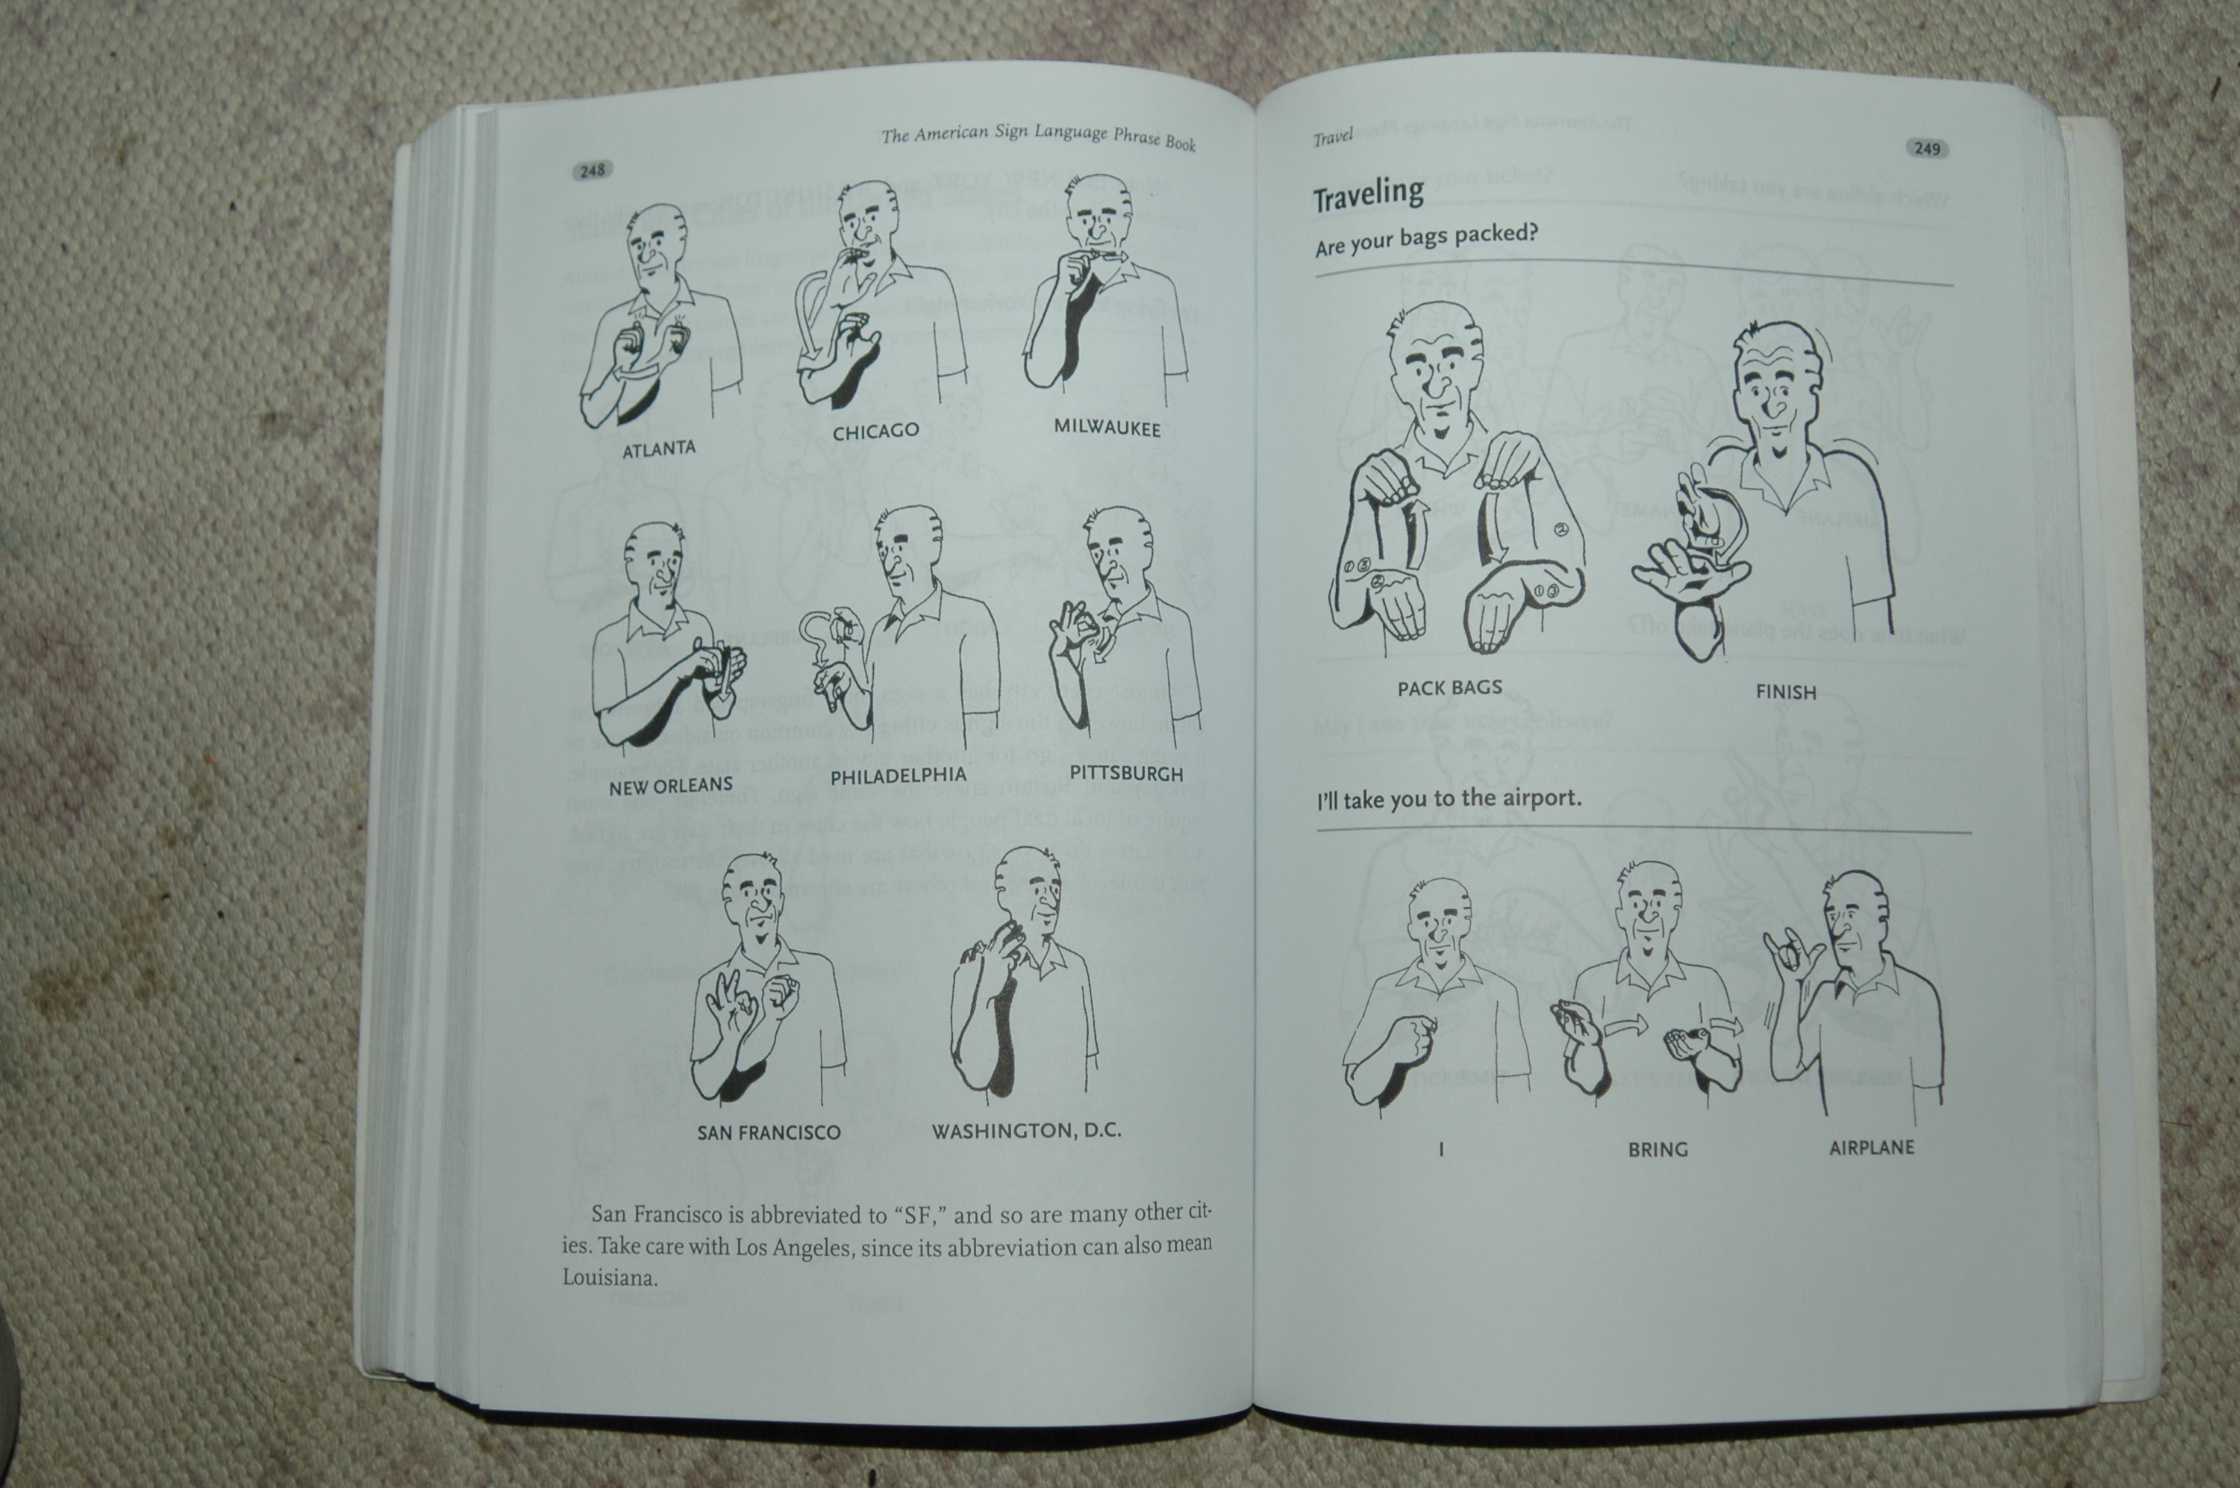 248
The American Sign Language Phrase Book
ATLANTA
CHICAGO
MILWAUKEE
NEW ORLEANS
PHILADELPHIA
PITTSBURGH
SAN FRANCISCO
WASHINGTON, D.C.
San Francisco is abbreviated to “SF,” and so are many other cit-
ies. Take care with Los Angeles, since its abbreviation can also mean
Louisiana.
Travel
249
Traveling
Are your bags packed?
PACK BAGS
FINISH
I'll take you to the airport.
I
BRING
AIRPLANE